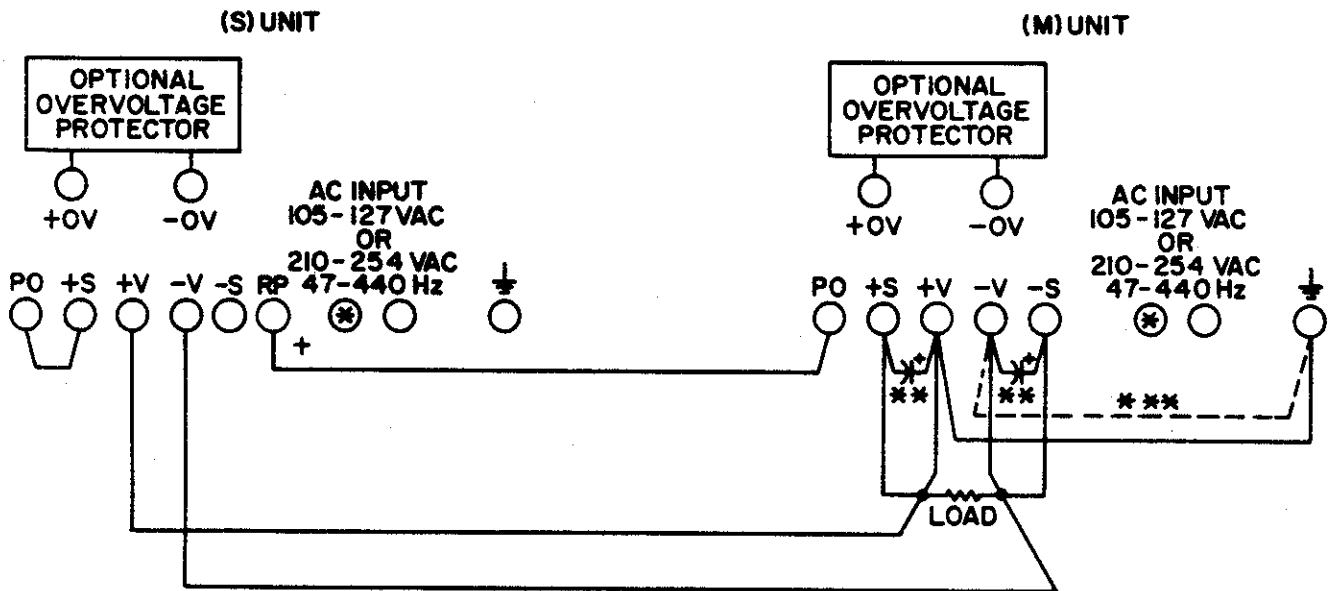 (S) UNIT
(M) UNIT
OPTIONAL
OVERVOLTAGE
PROTECTOR
+OV
-OV
AC INPUT
105-127 VAC
OR
210-254 VAC
47-440 Hz
PO +S +V -V -S RP
*
+
OPTIONAL
OVERVOLTAGE
PROTECTOR
+OV
-OV
AC INPUT
105-127 VAC
OR
210-254 VAC
47-440 Hz
PO +S +V -V -S
*
+
+
**
**
***
LOAD